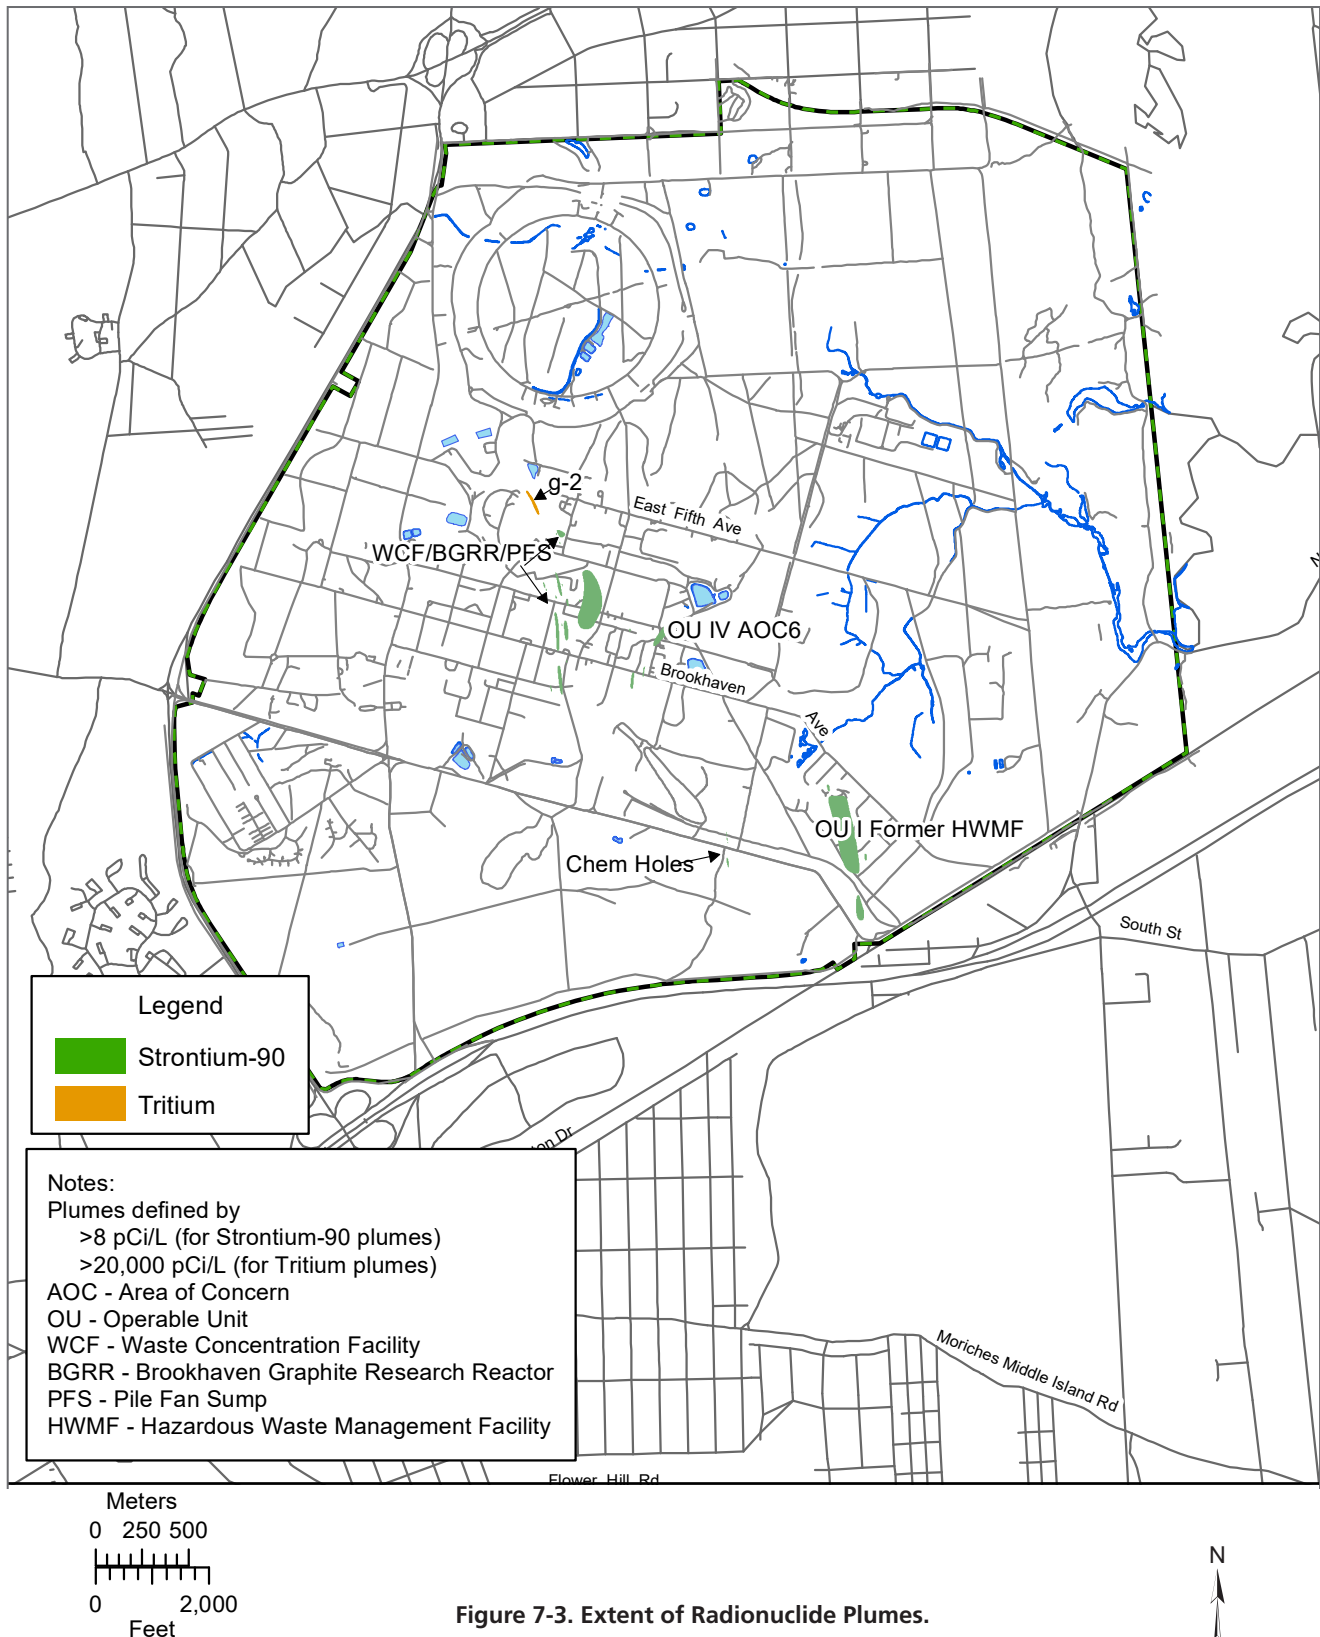 g-2
East Fifth Ave
WCF/BGRR/PFS
OU IV AOC6
Brookhaven
Ave
OU I Former HWMF
Chem Holes
South St
Legend
Strontium-90
Tritium
Dr
Notes:
Plumes defined by
>8 pCi/L (for Strontium-90 plumes)
>20,000 pCi/L (for Tritium plumes)
AOC - Area of Concern
OU - Operable Unit
WCF - Waste Concentration Facility
BGRR - Brookhaven Graphite Research Reactor
PFS - Pile Fan Sump
HWMF - Hazardous Waste Management Facility
Moriches Middle Island Rd
Flower Hill Rd
Meters
0 250 500
0 2,000
Feet
N
Figure 7-3. Extent of Radionuclide Plumes.